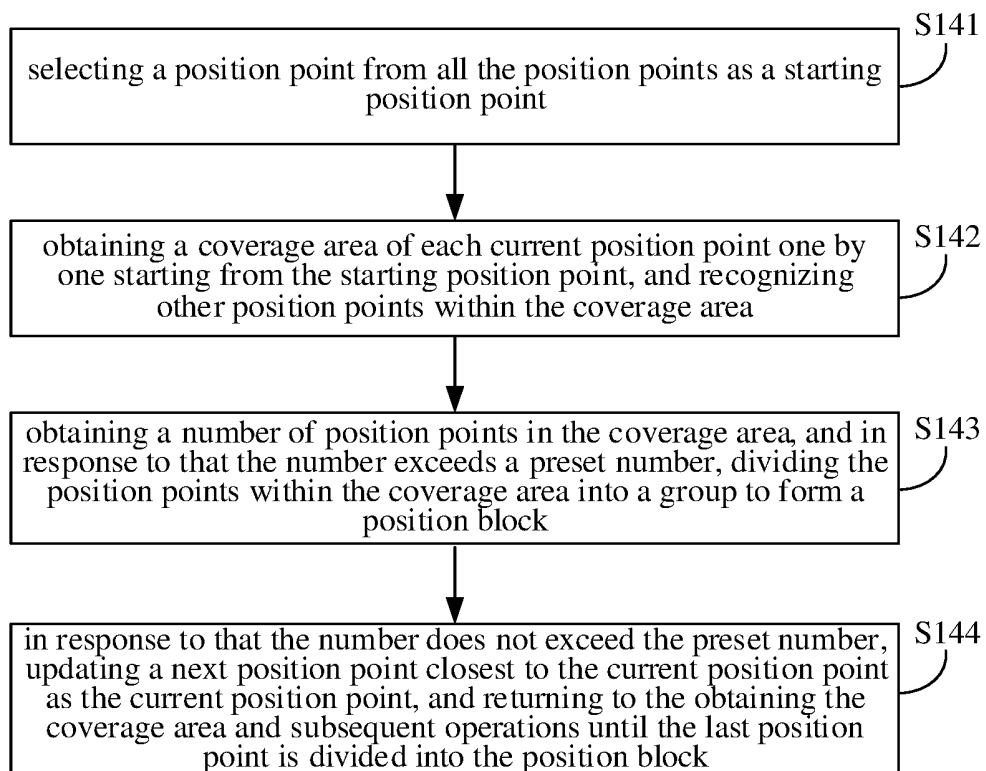 S141
selecting a position point from all the position points as a starting
position point
S142
obtaining a coverage area of each current position point one by
one starting from the starting position point, and recognizing
other position points within the coverage area
S143
obtaining a number of position points in the coverage area, and in
response to that the number exceeds a preset number, dividing the
position points within the coverage area into a group to form a
position block
S144
in response to that the number does not exceed the preset number,
updating a next position point closest to the current position point
as the current position point, and returning to the obtaining the
coverage area and subsequent operations until the last position
point is divided into the position block